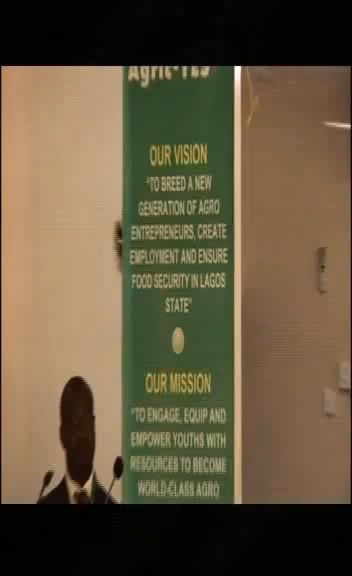 Agric-YES
OUR VISION
"TO BREED A NEW
GENERATION OF AGRO
ENTREPRENEURS, CREATE
EMPLOYMENT AND ENSURE
FOOD SECURITY IN LAGOS
STATE"
OUR MISSION
"TO ENGAGE, EQUIP AND
EMPOWER YOUTHS WITH
RESOURCES TO BECOME
WORLD-CLASS AGRO